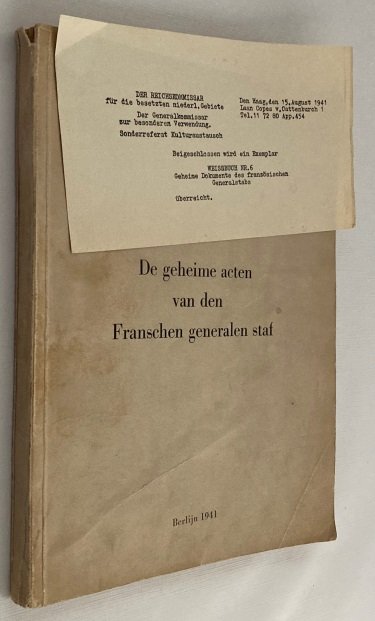 DER REICHSKOMMISSAR
für die besetzten niederl.Gebiete
Der Generalkommissar
zur besonderen Verwendung.
Sonderreferat Kulturaustausch
Den Haag,den 15.August 1941
Laan Copes v.Cattenburch 1
Tel.11 72 80 App.454
Beigeschlossen wird ein Exemplar
WEISSBUCH NR.6
Geheime Dokumente des französischen
Generalstabs
überreicht.
De geheime acten
van den
Franschen generalen staf
Berlijn 1941